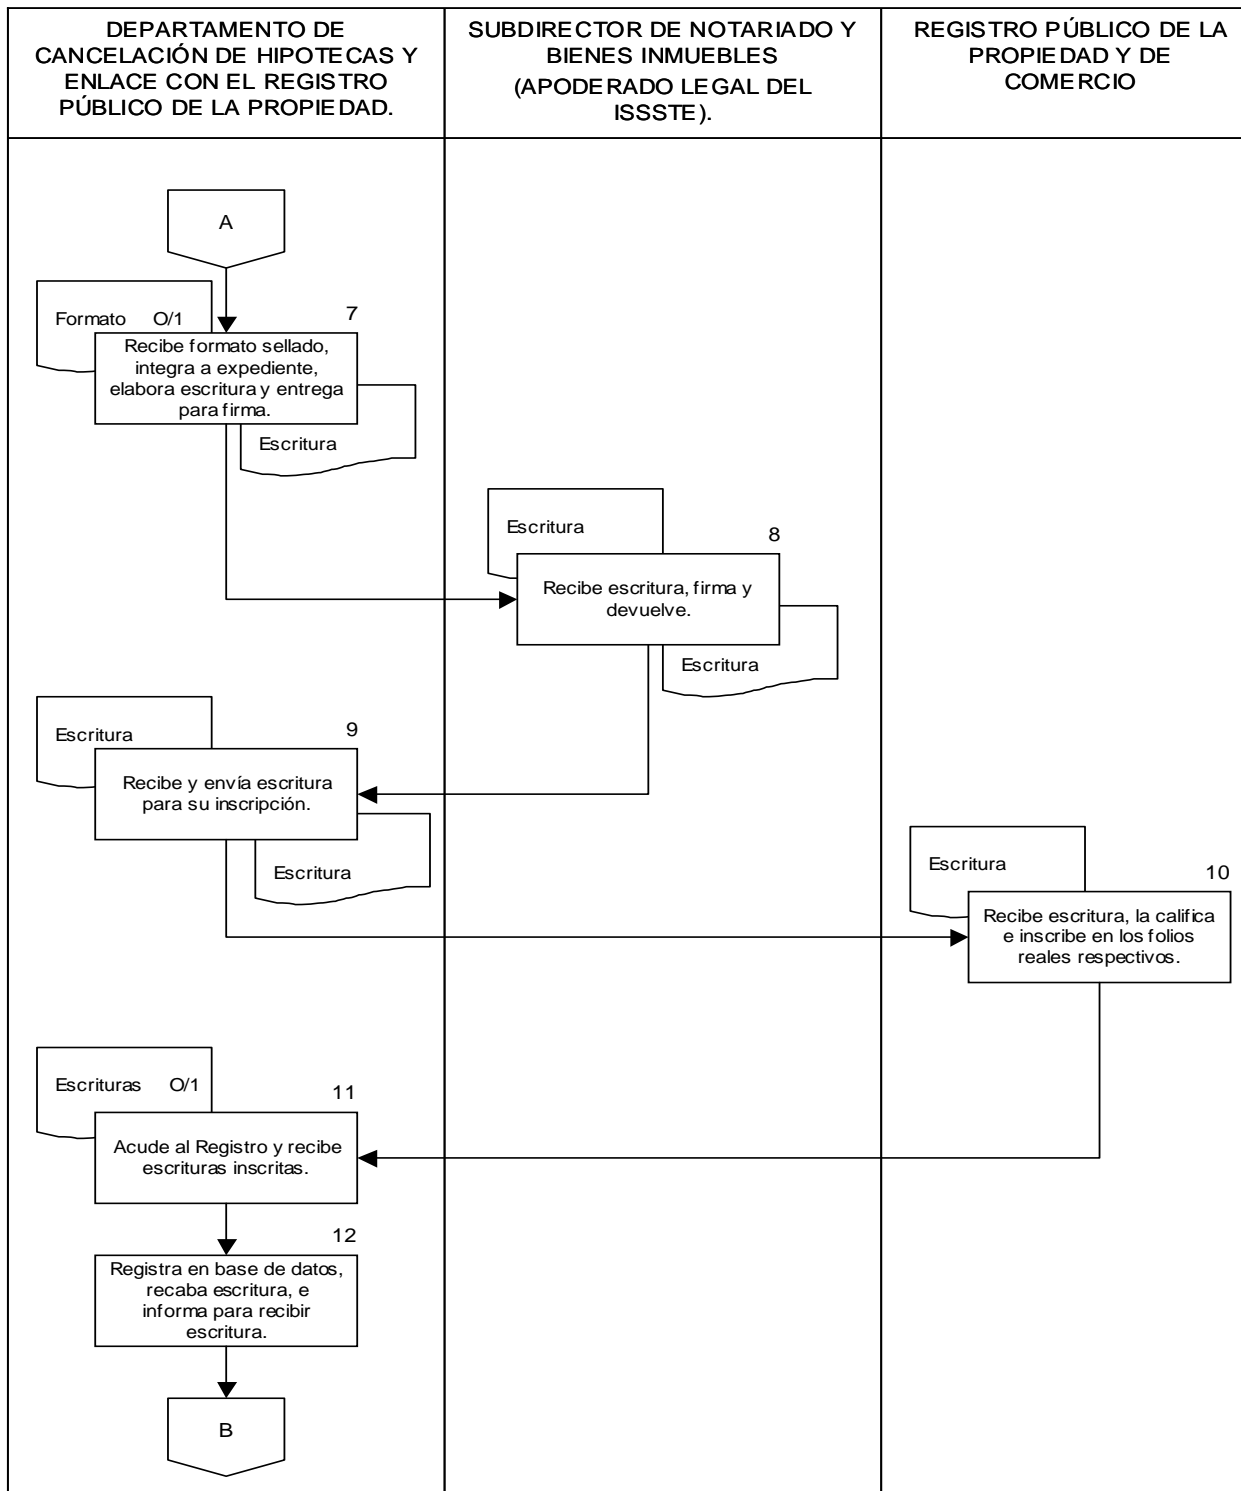 DEPARTAMENTO DE
CANCELACIÓN DE HIPOTECAS Y
ENLACE CON EL REGISTRO
PÚBLICO DE LA PROPIEDAD.
SUBDIRECTOR DE NOTARIADO Y
BIENES INMUEBLES
(APODERADO LEGAL DEL
ISSSTE).
REGISTRO PÚBLICO DE LA
PROPIEDAD Y DE
COMERCIO
A
Formato O/1
7
Recibe formato sellado,
integra a expediente,
elabora escritura y entrega
para firma.
Escritura
Escritura
8
Recibe escritura, firma y
devuelve.
Escritura
Escritura
9
Recibe y envía escritura
para su inscripción.
Escritura
Escritura
10
Recibe escritura, la califica
e inscribe en los folios
reales respectivos.
Escrituras O/1
11
Acude al Registro y recibe
escrituras inscritas.
12
Registra en base de datos,
recaba escritura, e
informa para recibir
escritura.
B